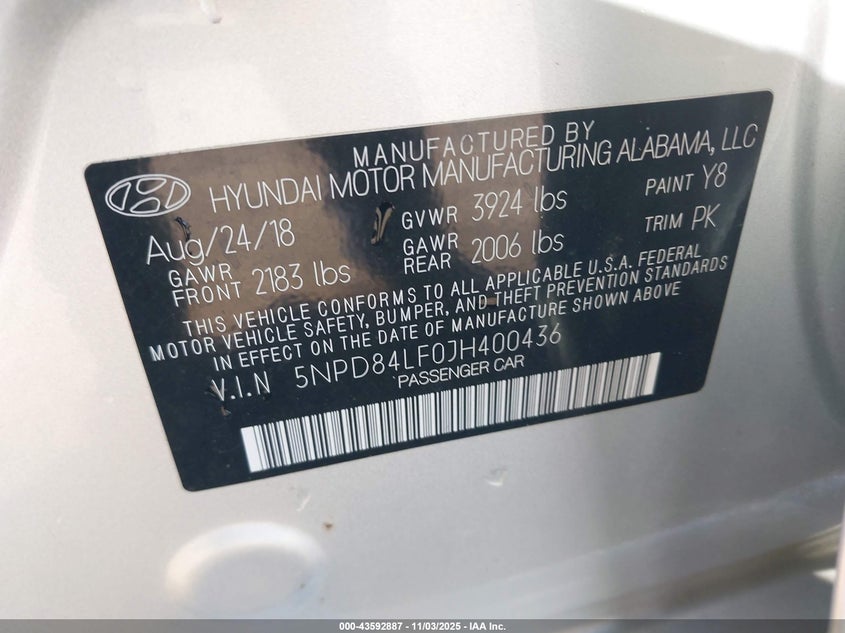 MANUFACTURED BY
HYUNDAI MOTOR MANUFACTURING ALABAMA, LLC
Aug/24/18 GVWR 3924 lbs PAINT Y8
GAWR FRONT 2183 lbs GAWR REAR 2006 lbs TRIM PK
THIS VEHICLE CONFORMS TO ALL APPLICABLE U.S.A. FEDERAL
MOTOR VEHICLE SAFETY, BUMPER, AND THEFT PREVENTION STANDARDS
IN EFFECT ON THE DATE OF MANUFACTURE SHOWN ABOVE
V.I.N 5NPD84LF0JH400436
PASSENGER CAR
000-43592887 - 11/03/2025 - IAA Inc.